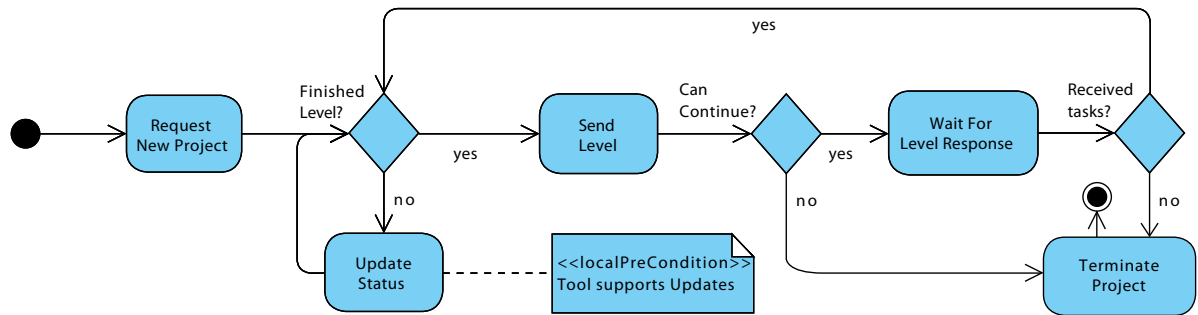 yes
Finished
Level?
Request
New Project
yes
no
Send
Level
Can
Continue?
yes
no
Wait For
Level Response
Received
tasks?
no
Update
Status
<<localPreCondition>>
Tool supports Updates
Terminate
Project